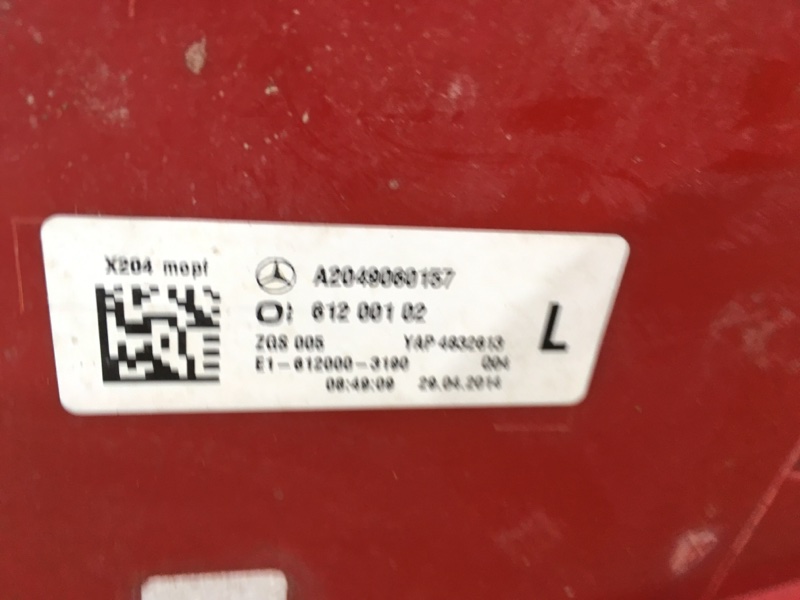 X204 mopf
A2049060157
612 001 02
ZGS 005 YAP 4932613
L
E1-612000-3190 004
08:49:09 29.04.2014